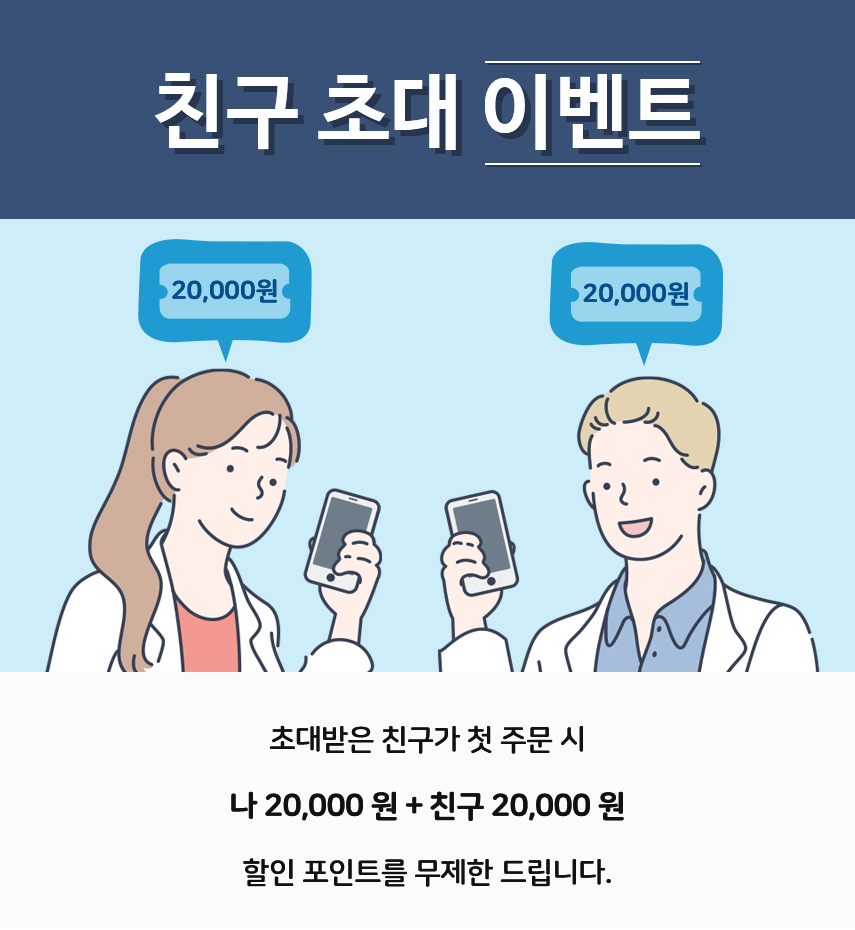 친구 초대 이벤트
20,000원
20,000원
초대받은 친구가 첫 주문 시
나 20,000 원 + 친구 20,000 원
할인 포인트를 무제한 드립니다.